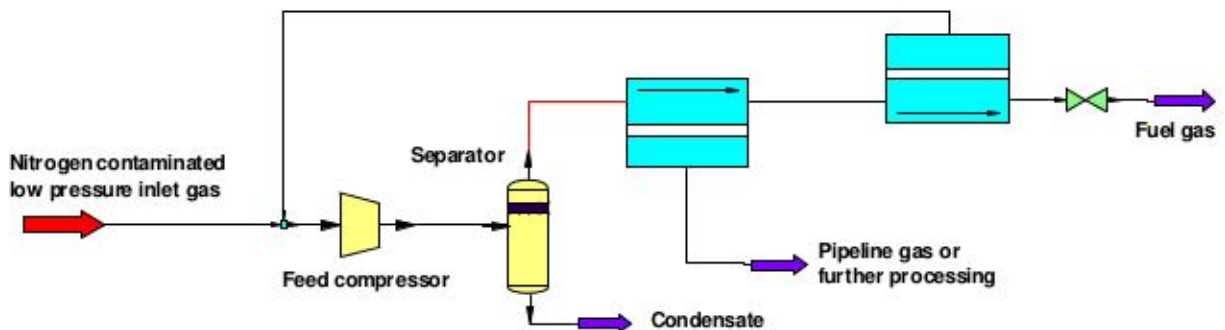 Fuel gas
Separator
Nitrogen contaminated
low pressure inlet gas
Pipeline gas or
further processing
Feed compressor
Condensate